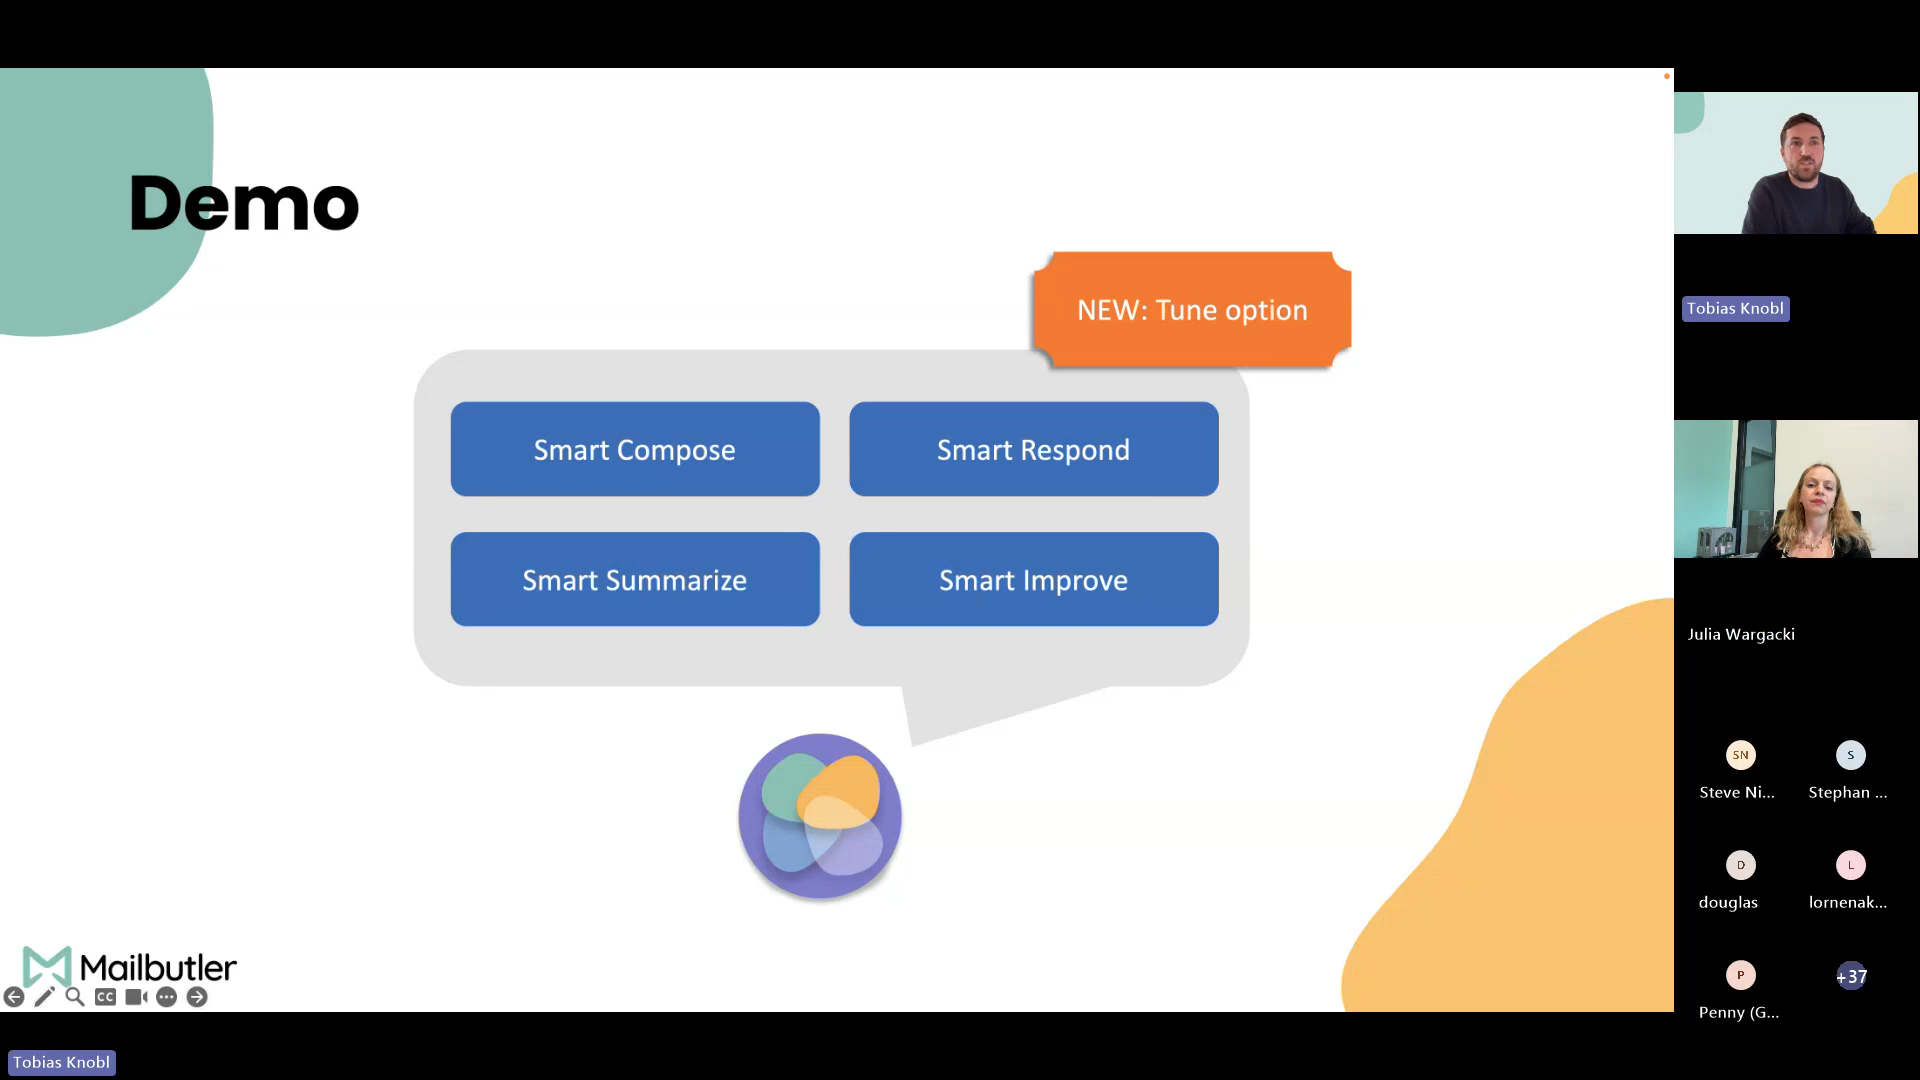 Demo
NEW: Tune option
Smart Compose
Smart Respond
Smart Summarize
Smart Improve
Mailbutler
CC
Tobias Knobl
Tobias Knobl
Julia Wargacki
SN
S
Steve Ni...
Stephan ...
D
L
douglas
lornenak...
P
+37
Penny (G...